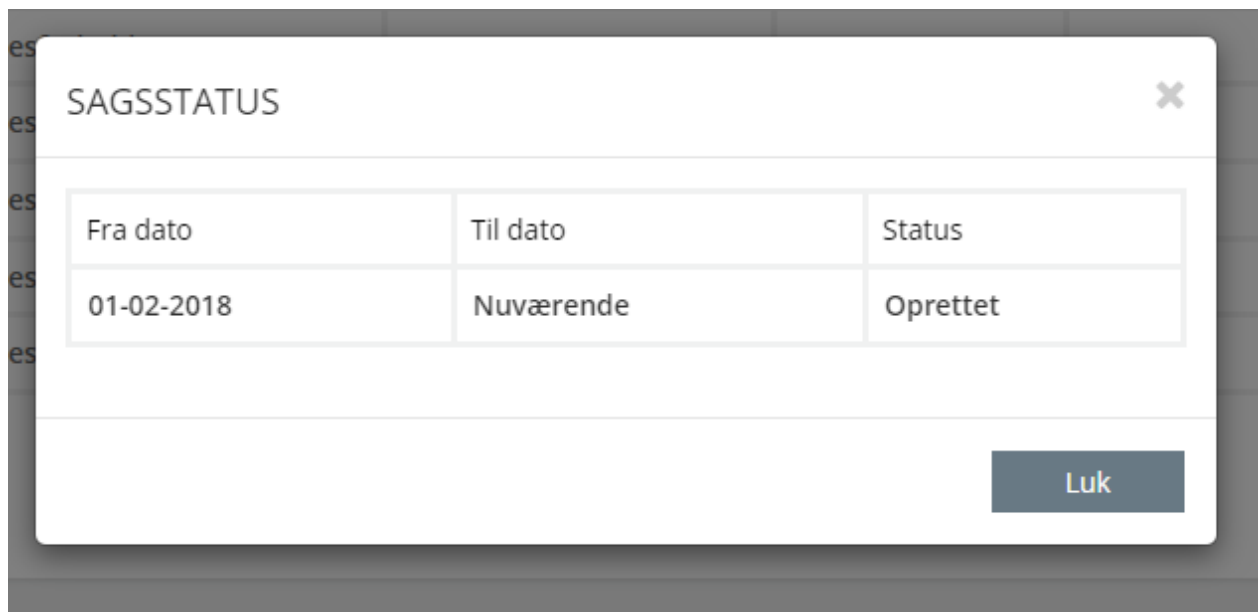 SAGSSTATUS
Fra dato Til dato Status
01-02-2018 Nuværende Oprettet
Luk